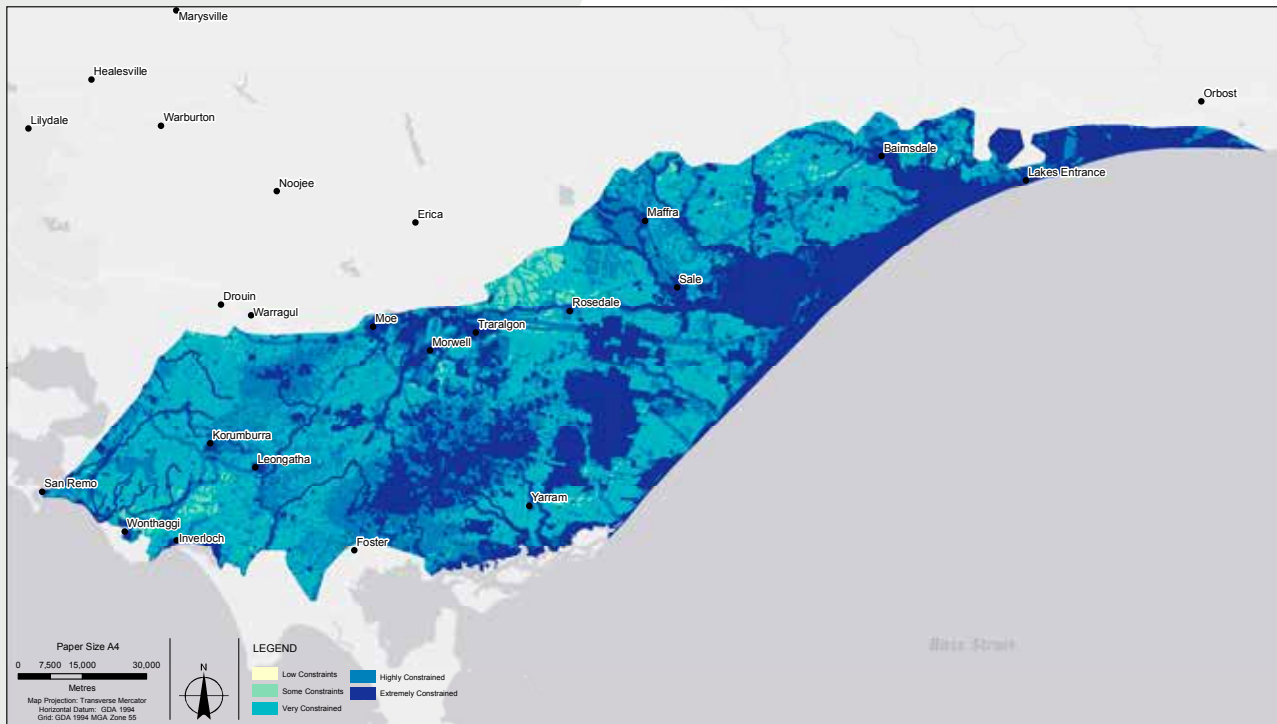 Marysville
Healesville
Lilydale
Warburton
Orbost
Bairnsdale
Lakes Entrance
Noojee
Erica
Maffra
Sale
Drouin
Warragul
Moe
Rosedale
Traralgon
Morwell
Korumburra
Leongatha
San Remo
Yarram
Wonthaggi
Inverloch
Foster
Bass Strait
Paper Size A4
0 7,500 15,000 30,000
Metres
Map Projection: Transverse Mercator
Horizontal Datum: GDA 1994
Grid: GDA 1994 MGA Zone 55
N
LEGEND
Low Constraints
Some Constraints
Very Constrained
Highly Constrained
Extremely Constrained